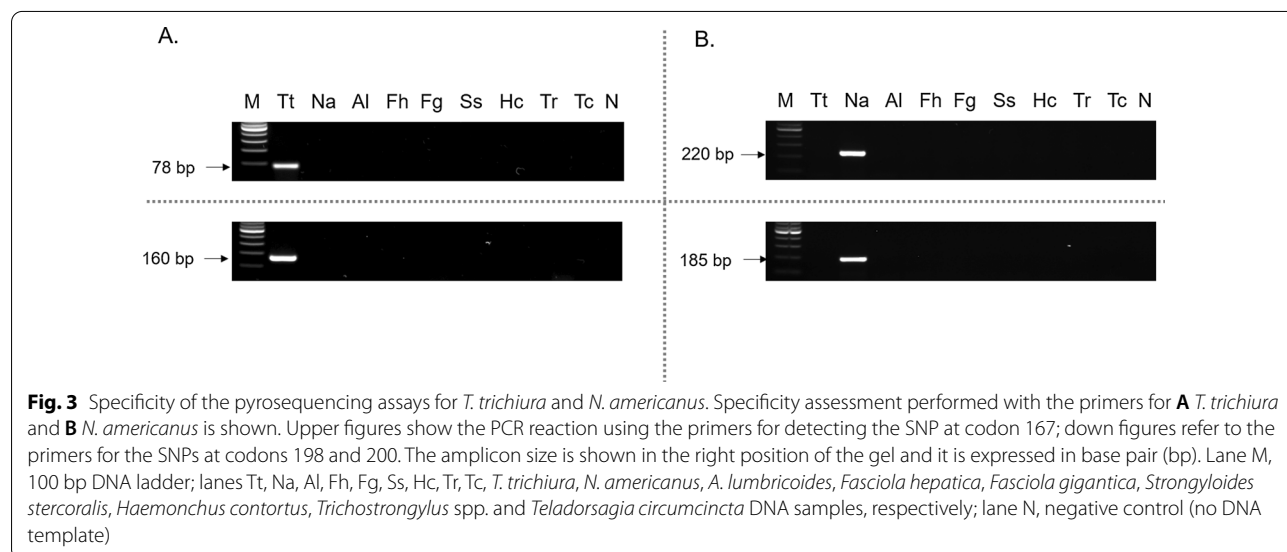 A.
M Tt Na Al Fh Fg Ss Hc Tr Tc N
78 bp
160 bp
B.
M Tt Na Al Fh Fg Ss Hc Tr Tc N
220 bp
185 bp
Fig. 3 Specificity of the pyrosequencing assays for T. trichiura and N. americanus. Specificity assessment performed with the primers for A T. trichiura
and B N. americanus is shown. Upper figures show the PCR reaction using the primers for detecting the SNP at codon 167; down figures refer to the
primers for the SNPs at codons 198 and 200. The amplicon size is shown in the right position of the gel and it is expressed in base pair (bp). Lane M,
100 bp DNA ladder; lanes Tt, Na, Al, Fh, Fg, Ss, Hc, Tr, Tc, T. trichiura, N. americanus, A. lumbricoides, Fasciola hepatica, Fasciola gigantica, Strongyloides
stercoralis, Haemonchus contortus, Trichostrongylus spp. and Teladorsagia circumcincta DNA samples, respectively; lane N, negative control (no DNA
template)